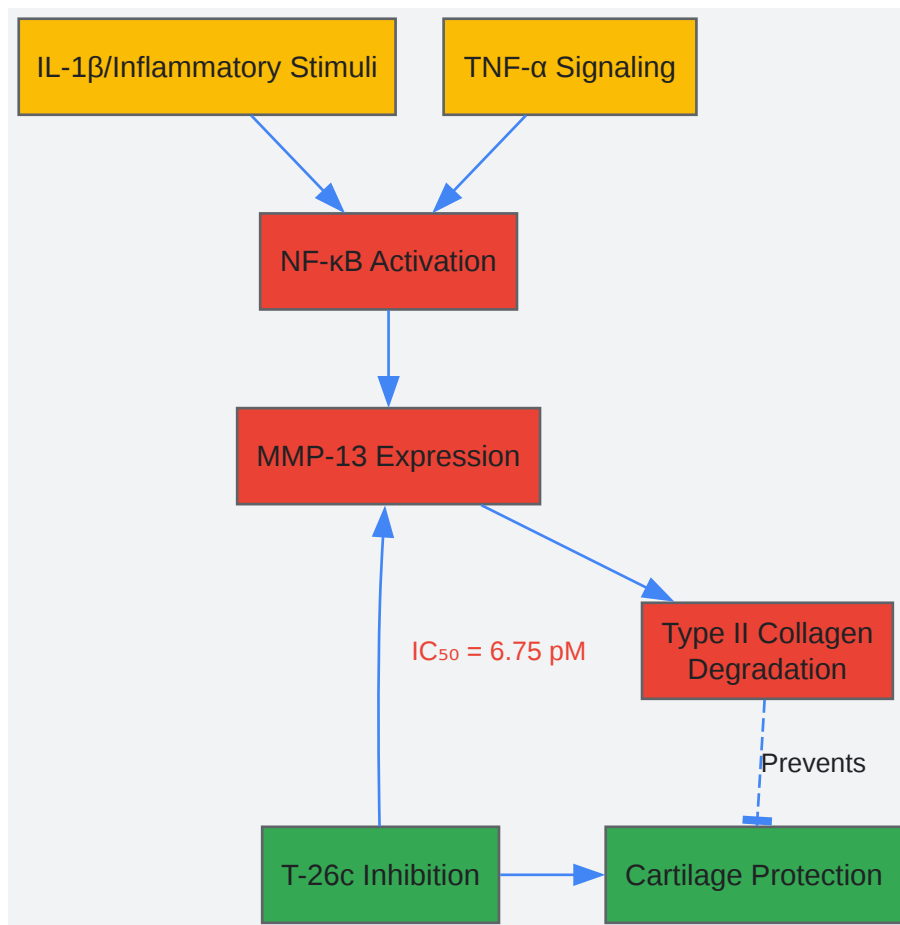 IL-1β/Inflammatory Stimuli
TNF-α Signaling
NF-κB Activation
MMP-13 Expression
IC₅₀ = 6.75 pM
Type II Collagen
Degradation
Prevents
T-26c Inhibition
Cartilage Protection